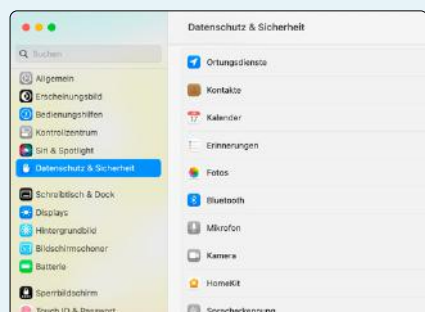 Datenschutz & Sicherheit
Suchen
Allgemein
Erscheinungsbild
Bedienungshilfen
Kontrollzentrum
Siri & Spotlight
Datenschutz & Sicherheit
Schreibtisch & Dock
Displays
Hintergrundbild
Bildschirmschoner
Batterie
Sperrbildschirm
Touch ID & Passwort
Ortungsdienste
Kontakte
17
Kalender
Erinnerungen
Fotos
Bluetooth
Mikrofon
Kamera
HomeKit
Spracherkennung